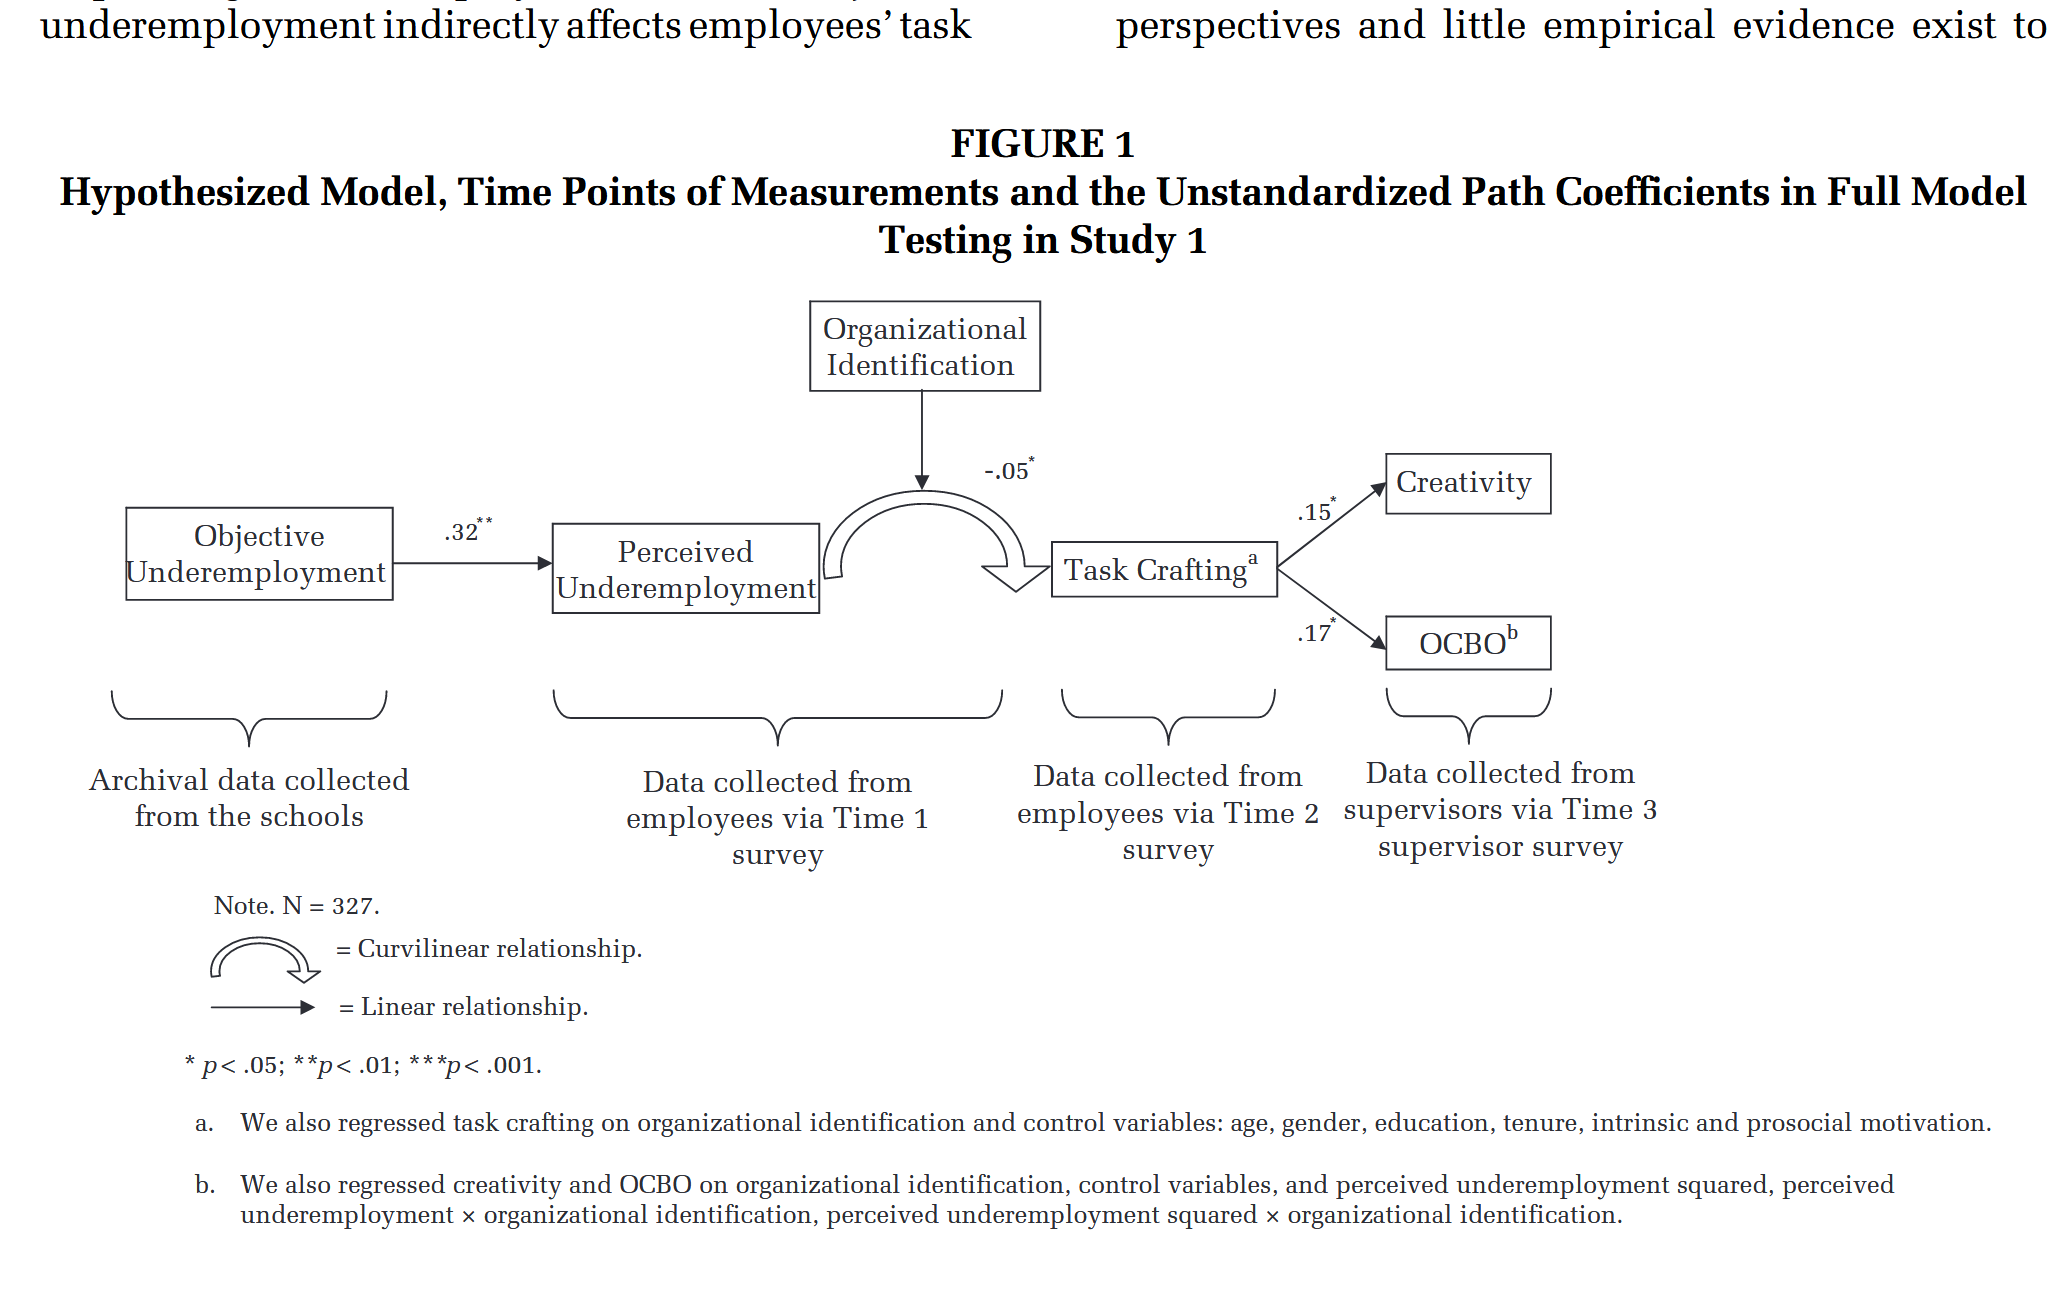 underemployment indirectly affects employees' task
perspectives and little empirical evidence exist to
FIGURE 1
Hypothesized Model, Time Points of Measurements and the Unstandardized Path Coefficients in Full Model
Testing in Study 1
Organizational
Identification
-.05*
Creativity
.15*
Objective
Underemployment
.32**
Perceived
Underemployment
Task Crafting^a
.17*
OCBO^b
Archival data collected
from the schools
Data collected from
employees via Time 1
survey
Data collected from
employees via Time 2
survey
Data collected from
supervisors via Time 3
supervisor survey
Note. N = 327.
= Curvilinear relationship.
= Linear relationship.
* p< .05; **p< .01; ***p< .001.
a. We also regressed task crafting on organizational identification and control variables: age, gender, education, tenure, intrinsic and prosocial motivation.
b. We also regressed creativity and OCBO on organizational identification, control variables, and perceived underemployment squared, perceived
underemployment × organizational identification, perceived underemployment squared × organizational identification.